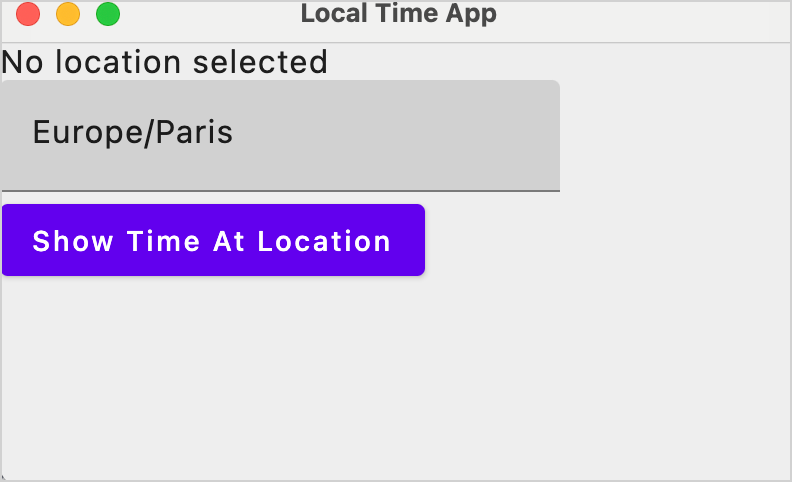 Local Time App
No location selected
Europe/Paris
Show Time At Location